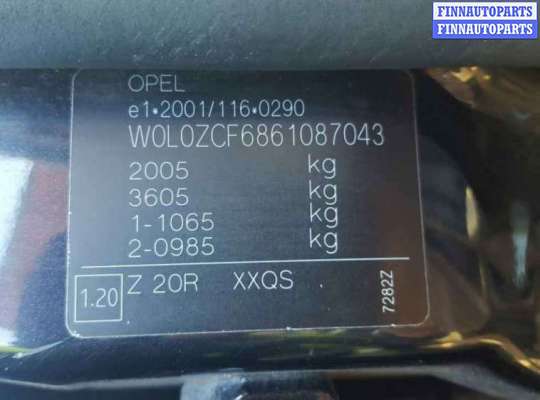 FINNAUTOPARTS
FINNAUTOPARTS
OPEL
e1•2001/116•0290
W0L0ZCF6861087043
2005 kg
3605 kg
1-1065 kg
2-0985 kg
1.20 Z 20R XXQS .
7282Z